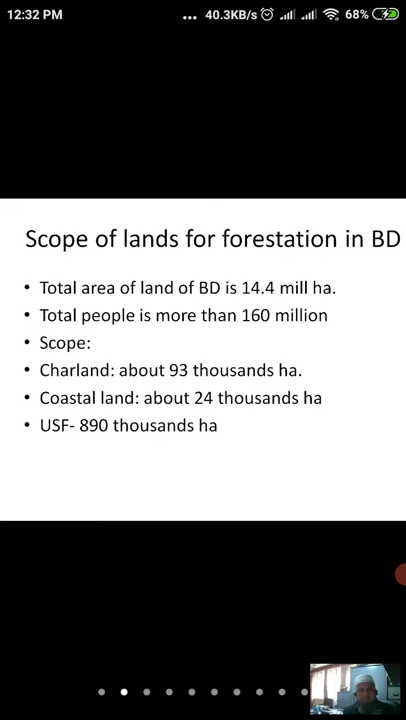 12:32 PM ... 40.3KB/s 68%
Scope of lands for forestation in BD
• Total area of land of BD is 14.4 mill ha.
• Total people is more than 160 million
• Scope:
• Charland: about 93 thousands ha.
• Coastal land: about 24 thousands ha
• USF- 890 thousands ha